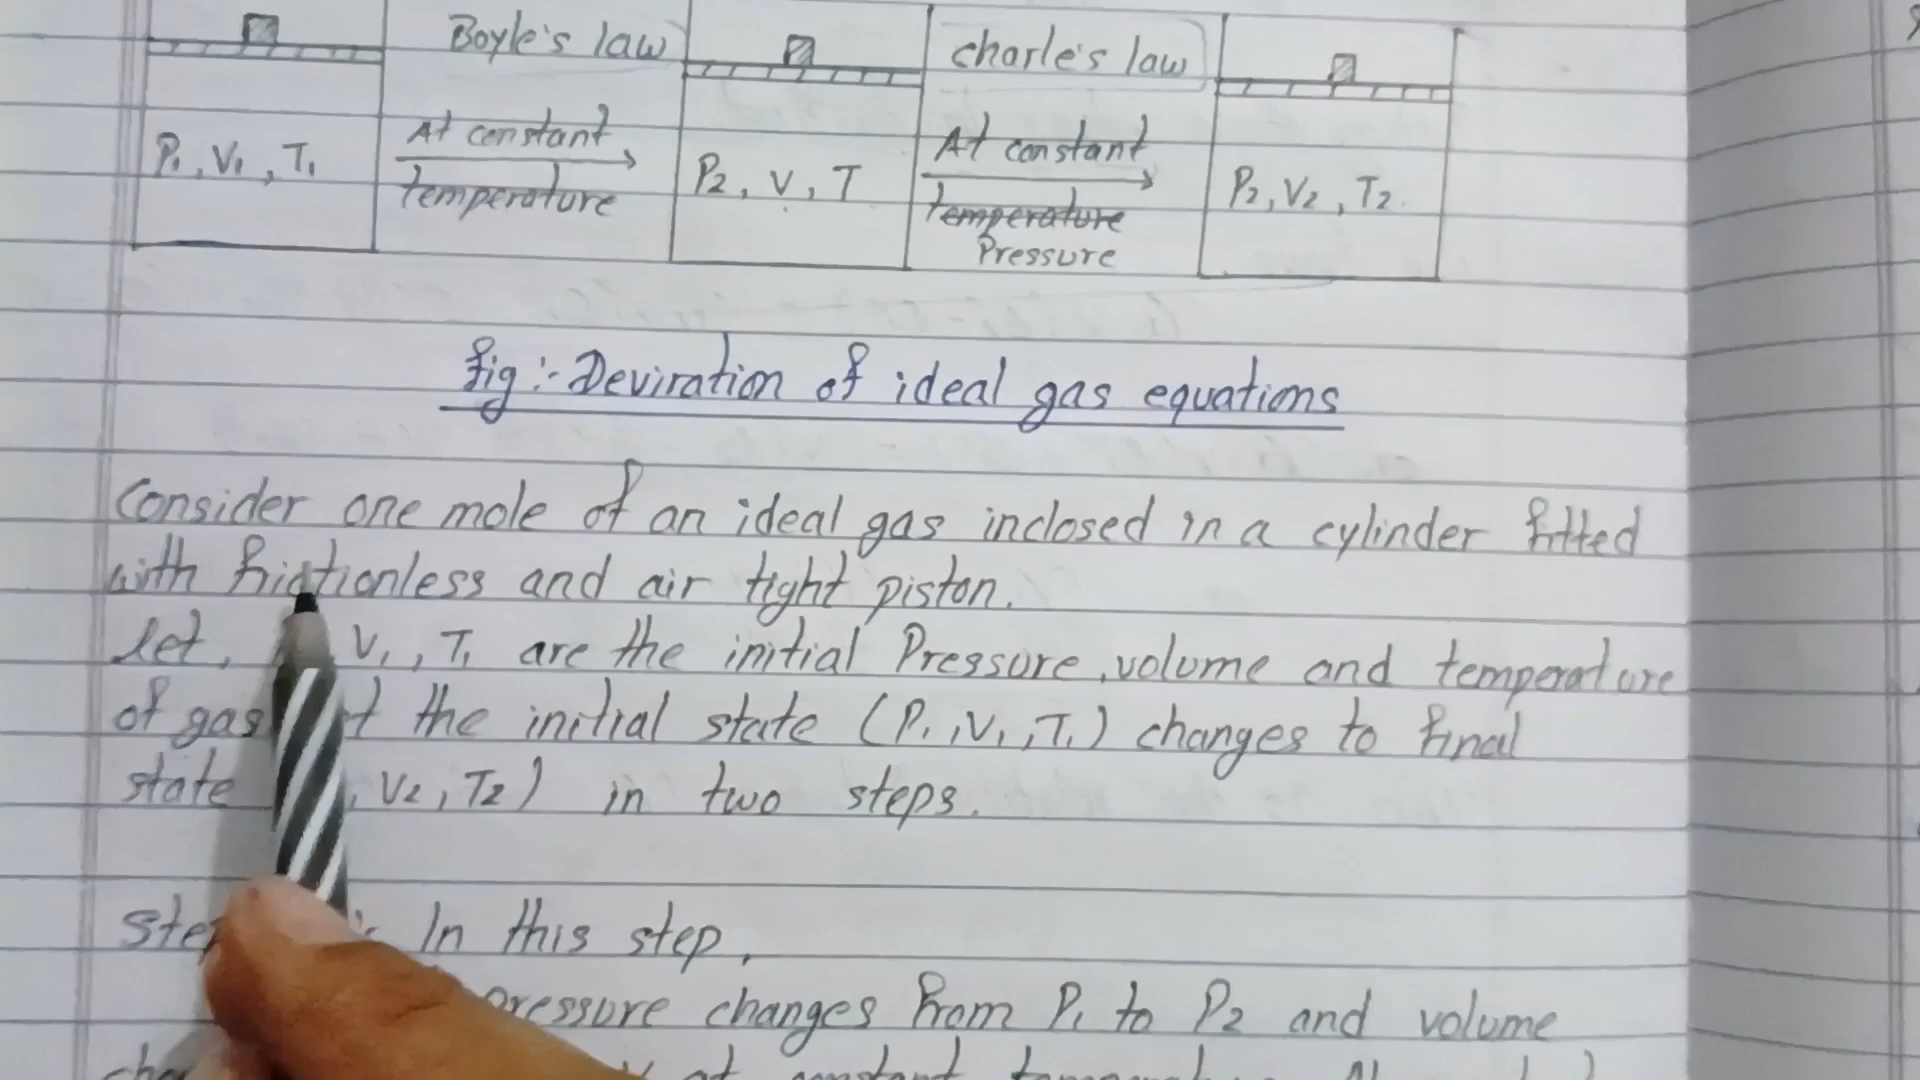 Boyle's law
charle's law
P1, V1, T1
At constant
temperature
P2, V, T
At constant
temperature
Pressure
P2, V2, T2.
fig:- Deviration of ideal gas equations
Consider one mole of an ideal gas inclosed in a cylinder fitted
with frictionless and air tight piston.
let, V1, T1 are the initial Pressure, volume and temperature
of gas the initial state (P1, V1, T1) changes to final
state , V2, T2) in two steps.
In this step,
pressure changes from P1 to P2 and volume
at constant